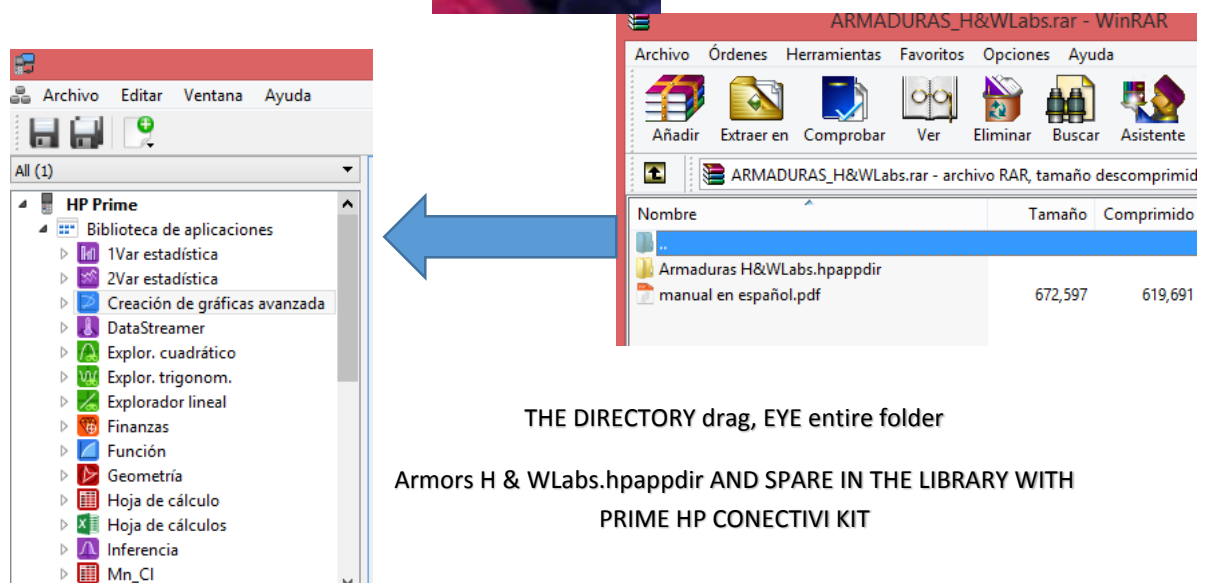 Archivo Editar Ventana Ayuda
All (1)
HP Prime
Biblioteca de aplicaciones
1Var estadística
2Var estadística
Creación de gráficas avanzada
DataStreamer
Explor. cuadrático
Explor. trigonom.
Explorador lineal
Finanzas
Función
Geometría
Hoja de cálculo
Hoja de cálculos
Inferencia
Mn_CI
ARMADURAS_H&WLabs.rar - WinRAR
Archivo Órdenes Herramientas Favoritos Opciones Ayuda
Añadir Extraer en Comprobar Ver Eliminar Buscar Asistente
ARMADURAS_H&WLabs.rar - archivo RAR, tamaño descomprimid
Nombre Tamaño Comprimido
..
Armaduras H&WLabs.hpappdir
manual en español.pdf 672,597 619,691
THE DIRECTORY drag, EYE entire folder
Armors H & WLabs.hpappdir AND SPARE IN THE LIBRARY WITH
PRIME HP CONECTIVI KIT